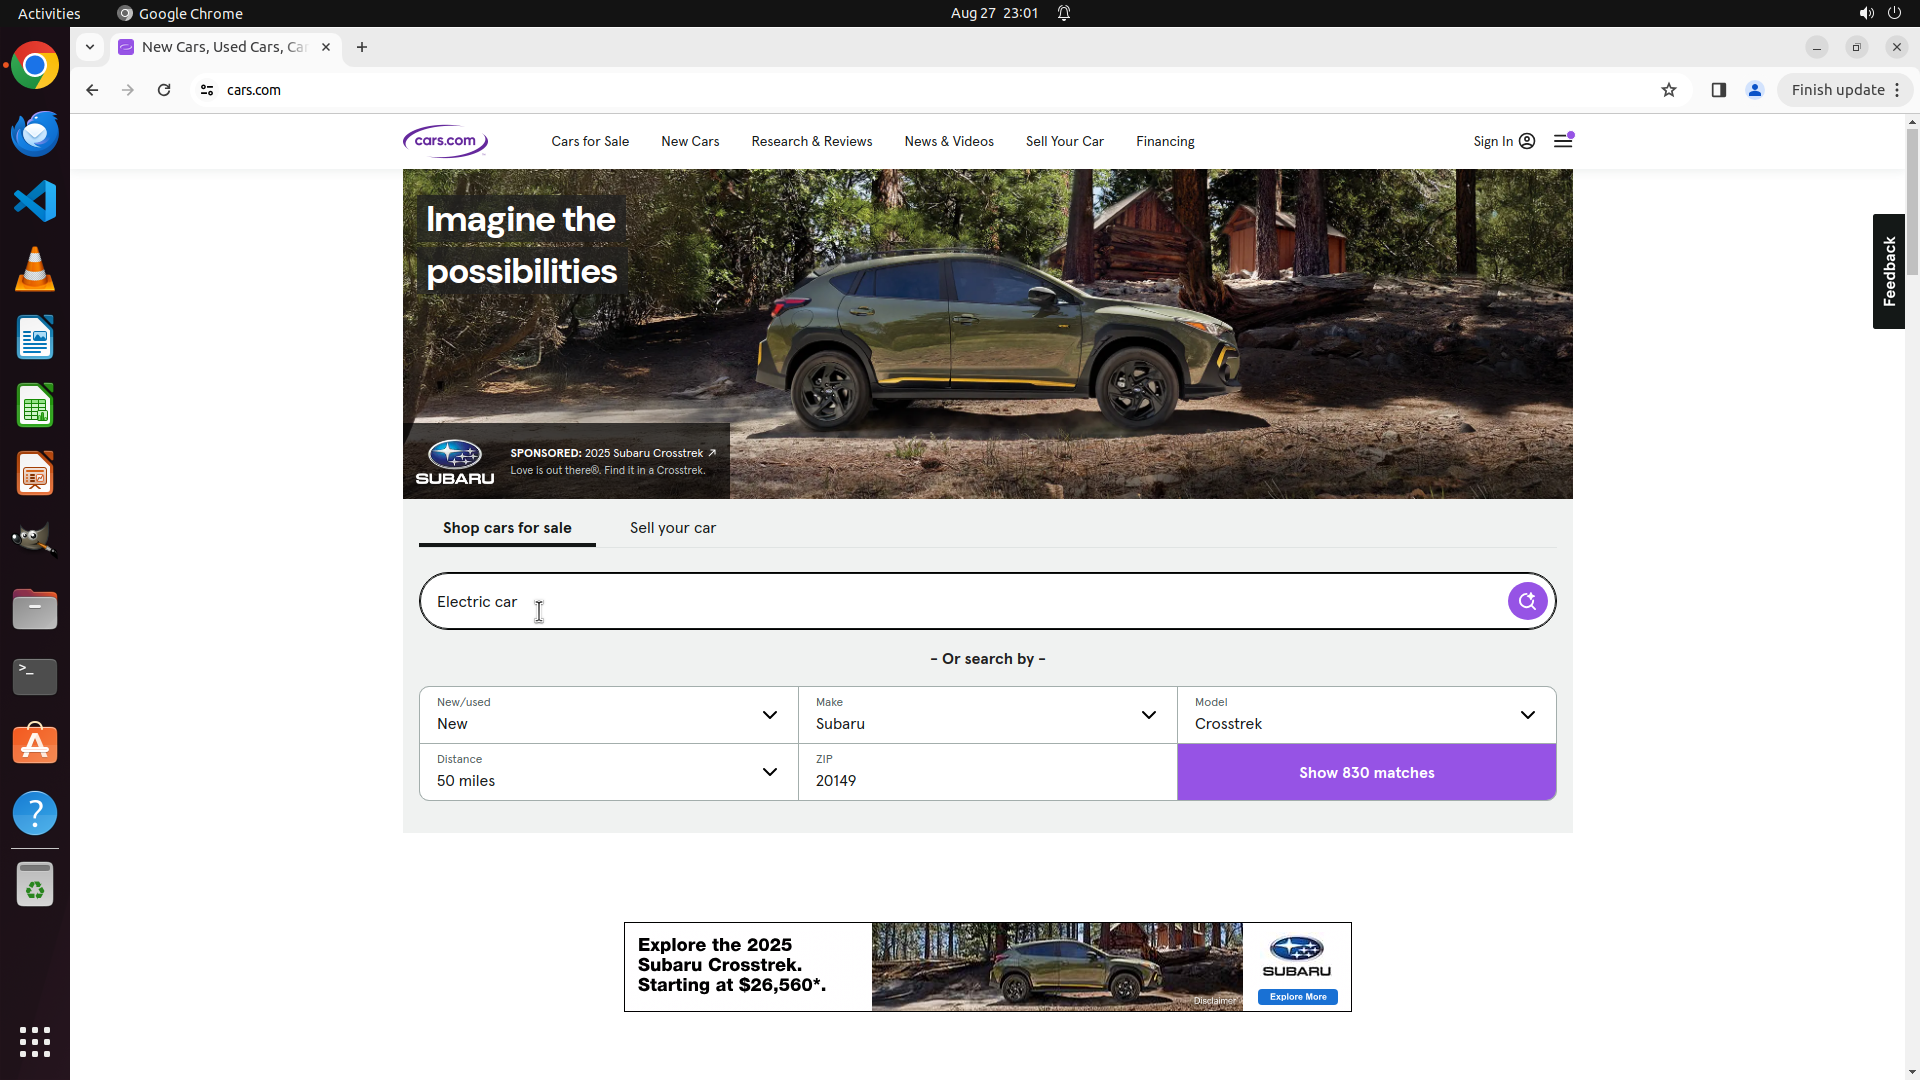 Activities
Google Chrome
Aug 27 23:01
New Cars, Used Cars, Ca
cars.com
Finish update
cars.com
Cars for Sale
New Cars
Research & Reviews
News & Videos
Sell Your Car
Financing
Sign In
Imagine the
possibilities
SUBARU
SPONSORED: 2025 Subaru Crosstrek
Love is out there®. Find it in a Crosstrek.
Feedback
Shop cars for sale
Sell your car
Electric car
- Or search by -
New/used
New
Make
Subaru
Model
Crosstrek
Distance
50 miles
ZIP
20149
Show 830 matches
Explore the 2025
Subaru Crosstrek.
Starting at $26,560*.
Disclaimer
SUBARU
Explore More